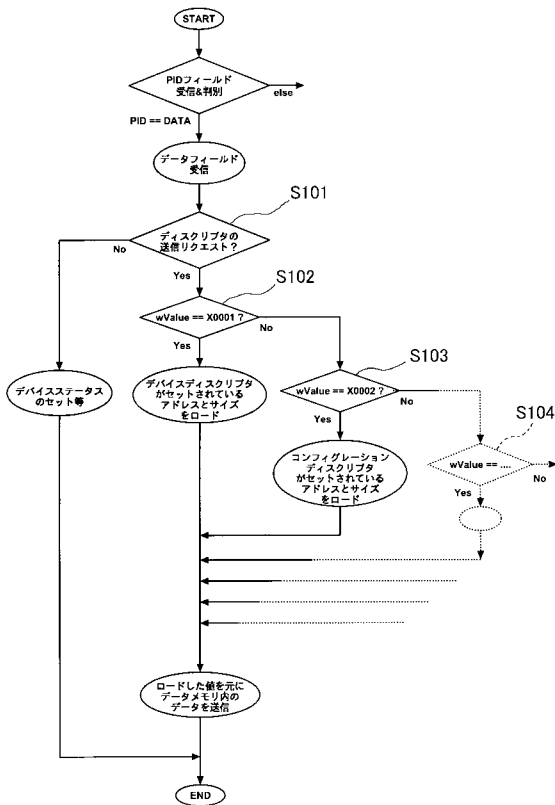 START
PIDフィールド
受信&判別
else
PID == DATA
データフィールド
受信
S101
ディスクリプタの
送信リクエスト？
No
Yes
S102
wValue == X0001 ?
No
Yes
S103
デバイスステータス
のセット等
デバイスディスクリプタ
がセットされている
アドレスとサイズ
をロード
wValue == X0002 ?
No
Yes
S104
コンフィグレーション
ディスクリプタ
がセットされている
アドレスとサイズ
をロード
wValue == ....
No
Yes
ロードした値を元に
データメモリ内の
データを送信
END